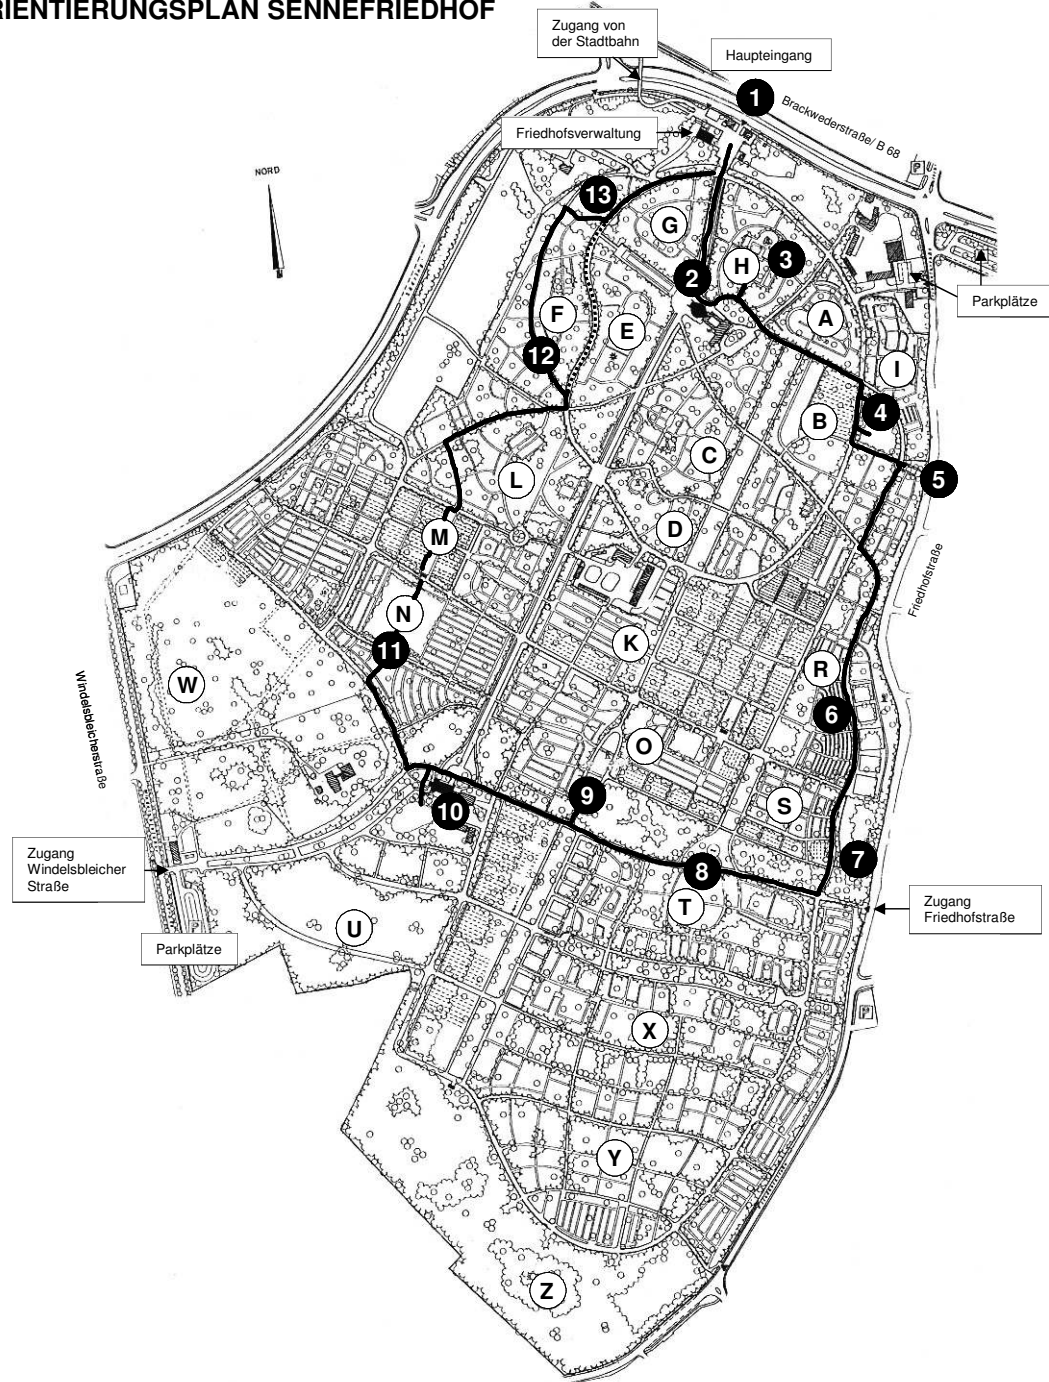 RIENTIERUNGSPLAN SENNEFRIEDHOF
Zugang von
der Stadtbahn
Haupteingang
1
Brackwederstraße/ B 68
Friedhofsverwaltung
P
NORD
13
G
H
3
2
Parkplätze
A
F
E
12
I
B
4
C
5
L
D
M
Friedhofstraße
N
K
11
R
W
6
Windelsbleicherstraße
O
9
S
10
7
8
Zugang
Windelsbleicher
Straße
T
Zugang
Friedhofstraße
U
P
Parkplätze
P
X
Y
Z